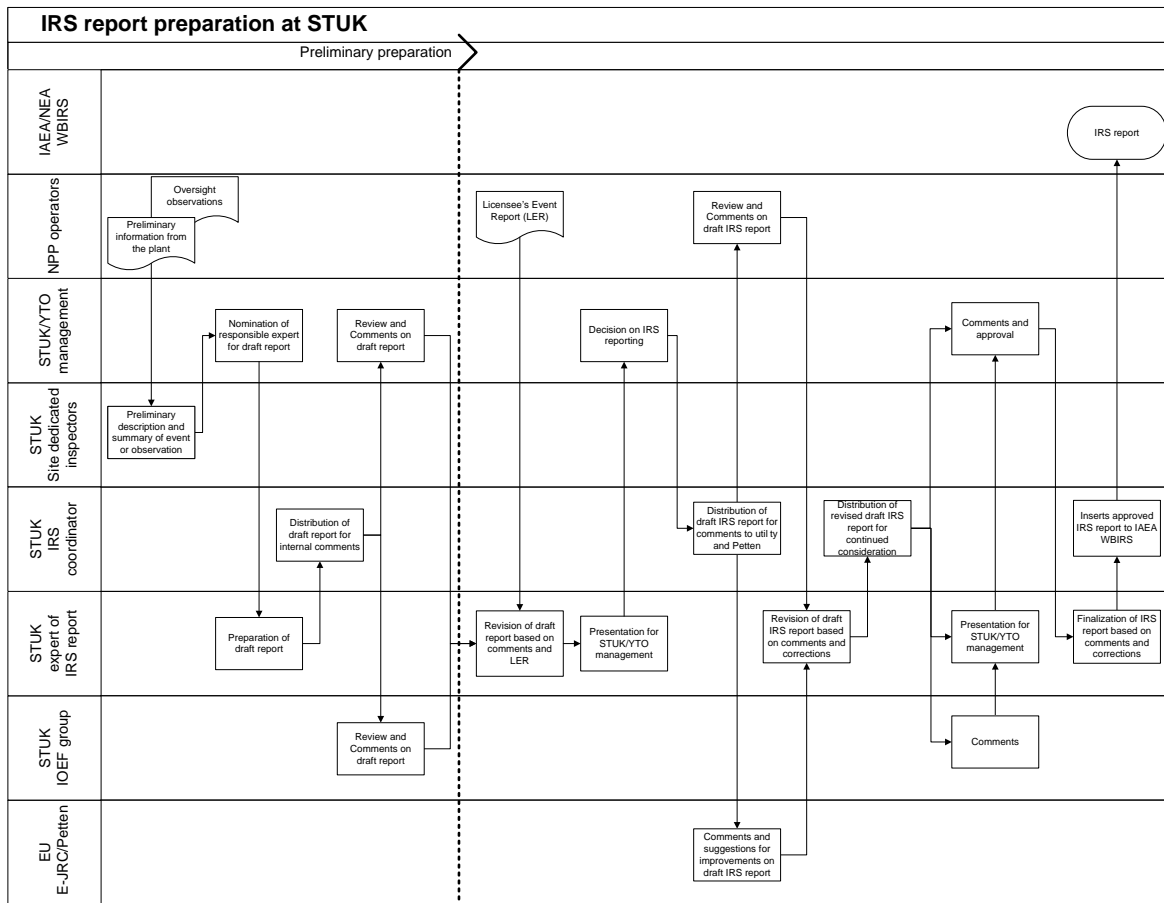 IRS report preparation at STUK
Preliminary preparation
IAEA/NEA
WBIRS
IRS report
NPP operators
Oversight
observations
Preliminary
information from
the plant
Licensee's Event
Report (LER)
Review and
Comments on
draft IRS report
STUK/YTO
management
Nomination of
responsible expert
for draft report
Review and
Comments on
draft report
Decision on IRS
reporting
Comments and
approval
STUK
Site dedicated
inspectors
Preliminary
description and
summary of event
or observation
STUK
IRS
coordinator
Distribution of
draft report for
internal comments
Distribution of
draft IRS report for
comments to utility
and Petten
Distribution of
revised draft IRS
report for
continued
consideration
Inserts approved
IRS report to IAEA
WBIRS
STUK
expert of
IRS report
Preparation of
draft report
Revision of draft
report based on
comments and
LER
Presentation for
STUK/YTO
management
Revision of draft
IRS report based
on comments
and corrections
Presentation for
STUK/YTO
management
Finalization of IRS
report based on
comments and
corrections
STUK
IOEF group
Review and
Comments on
draft report
Comments
EU
E-JRC/Petten
Comments and
suggestions for
improvements on
draft IRS report